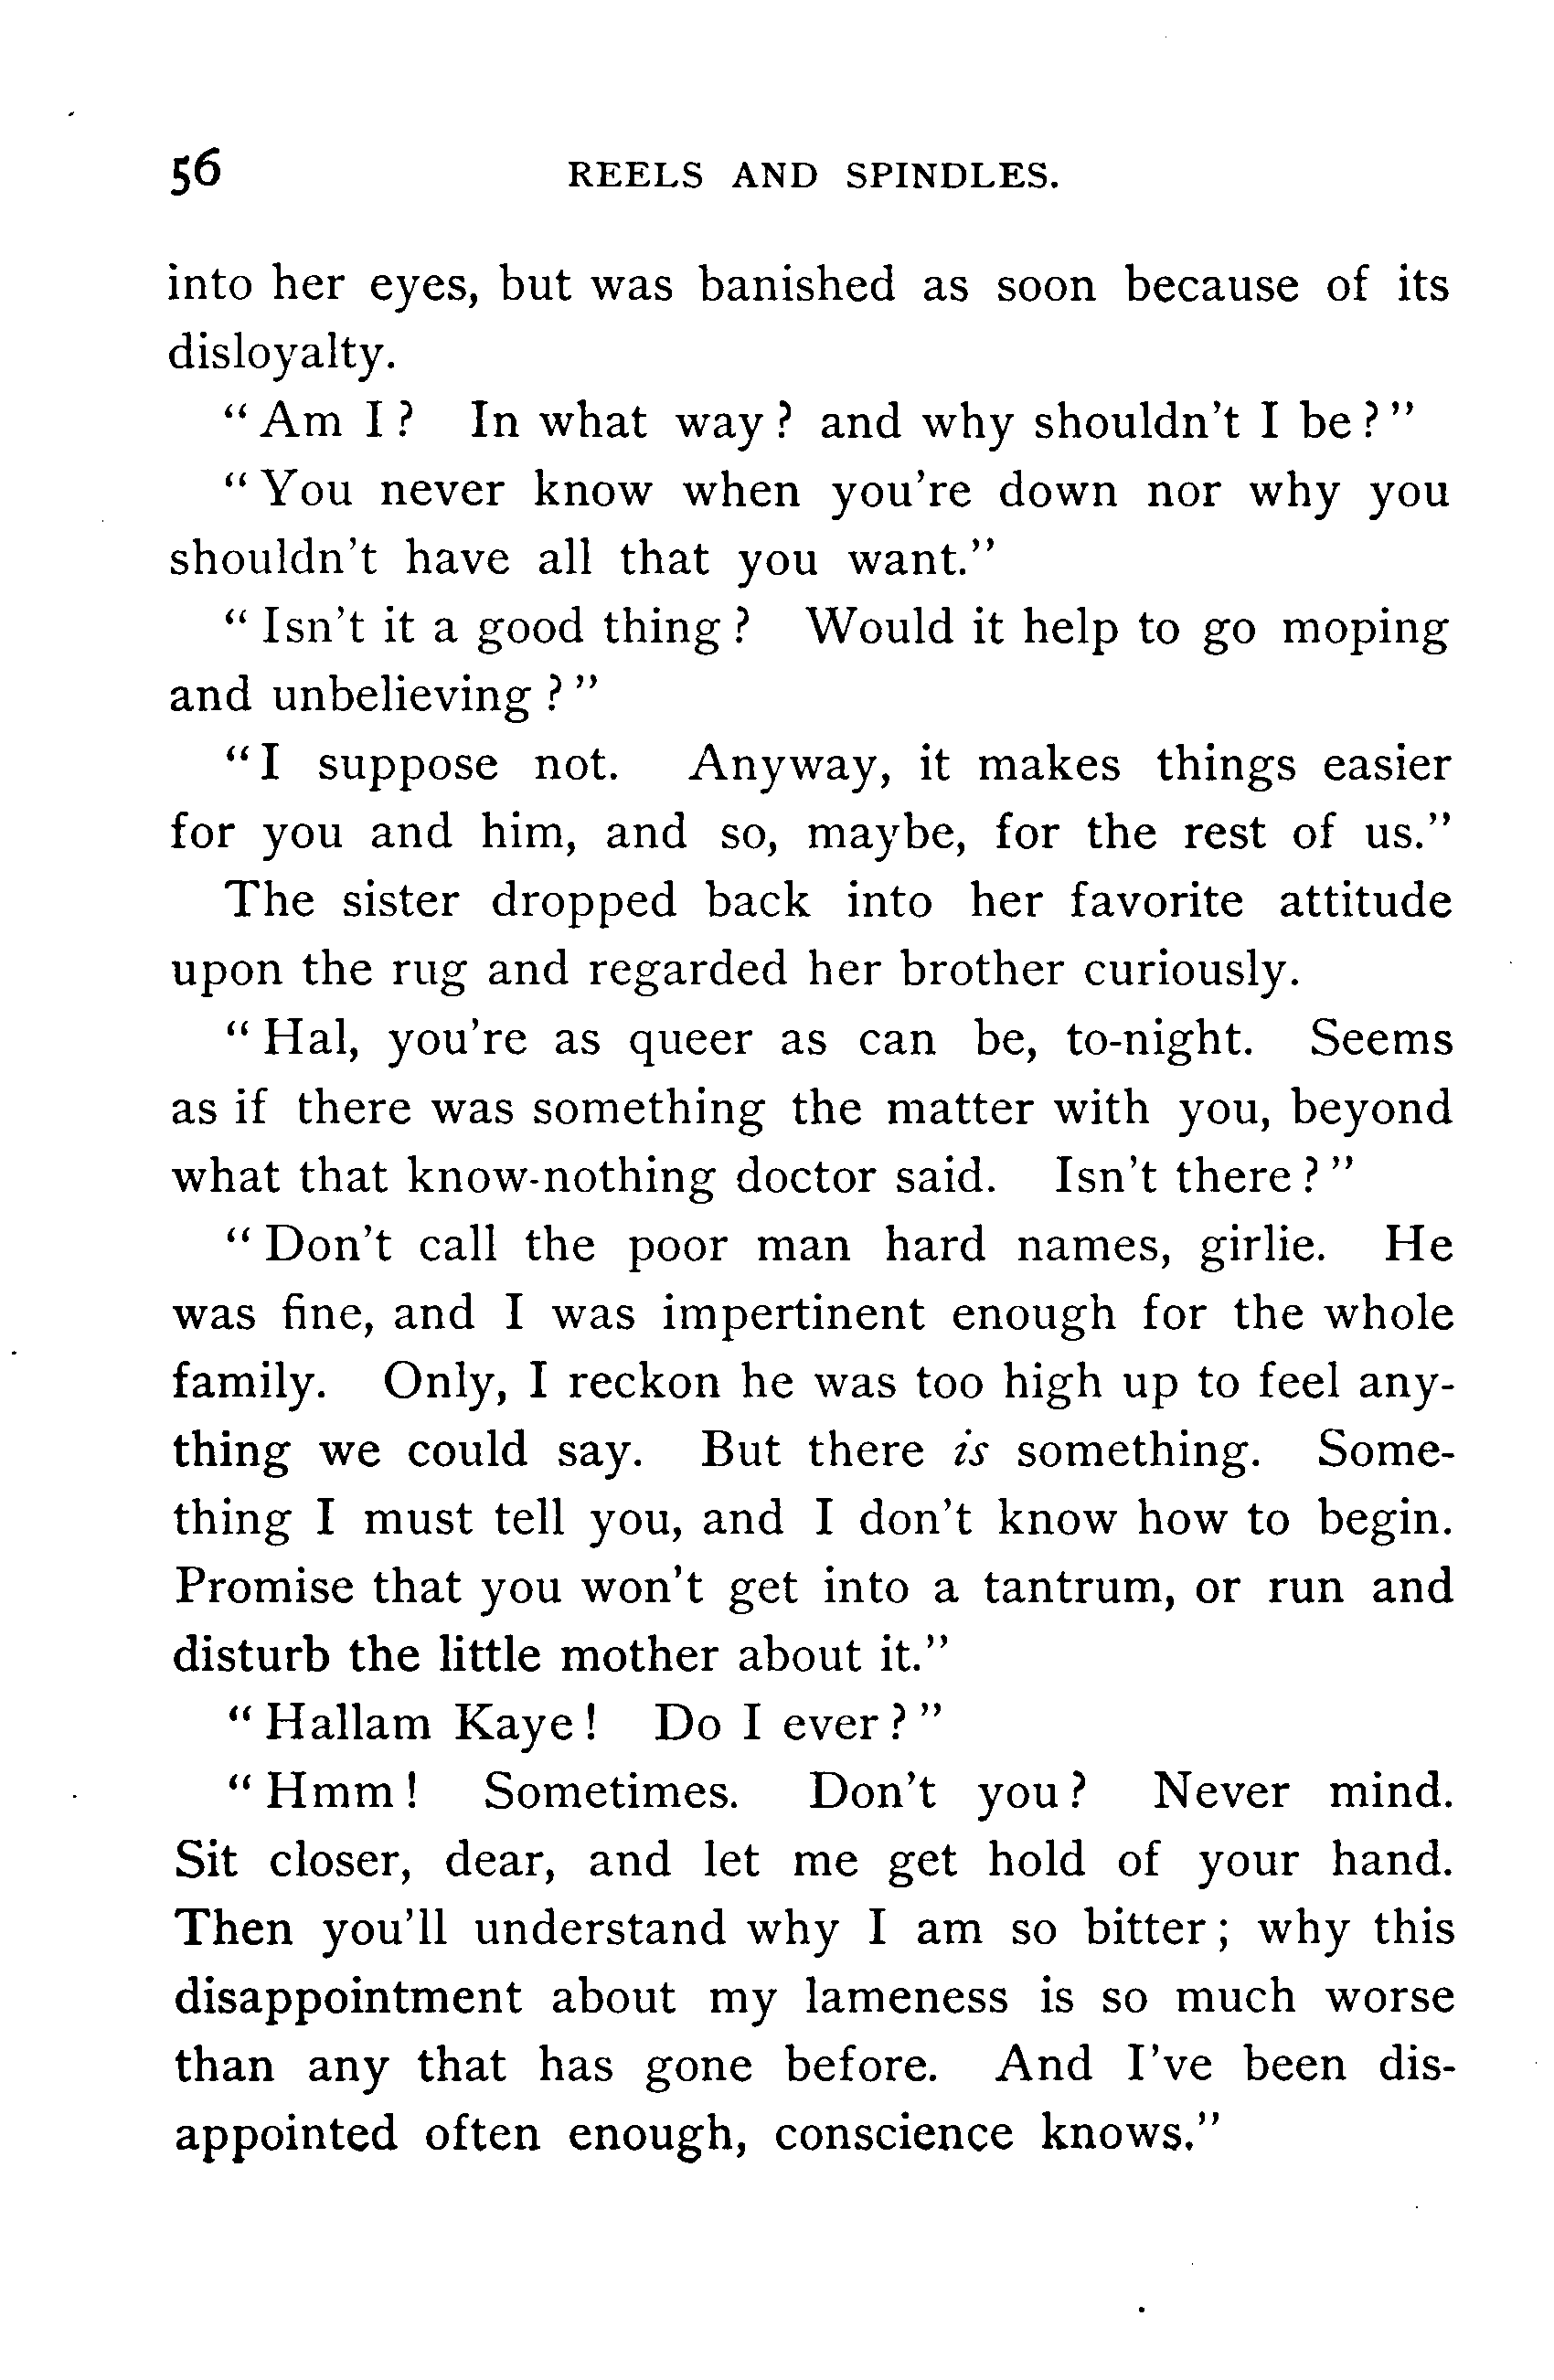 56 REELS AND SPINDLES.
into her eyes, but was banished as soon because of its
disloyalty.
“Am I? In what way? and why shouldn’t I be?”
“You never know when you’re down nor why you
shouldn’t have all that you want.”
“Isn’t it a good thing? Would it help to go moping
and unbelieving?”
“I suppose not. Anyway, it makes things easier
for you and him, and so, maybe, for the rest of us.”
The sister dropped back into her favorite attitude
upon the rug and regarded her brother curiously.
“Hal, you’re as queer as can be, to-night. Seems
as if there was something the matter with you, beyond
what that know-nothing doctor said. Isn’t there?”
“Don’t call the poor man hard names, girlie. He
was fine, and I was impertinent enough for the whole
family. Only, I reckon he was too high up to feel any-
thing we could say. But there is something. Some-
thing I must tell you, and I don’t know how to begin.
Promise that you won’t get into a tantrum, or run and
disturb the little mother about it.”
“Hallam Kaye! Do I ever?”
“Hmm! Sometimes. Don’t you? Never mind.
Sit closer, dear, and let me get hold of your hand.
Then you’ll understand why I am so bitter; why this
disappointment about my lameness is so much worse
than any that has gone before. And I’ve been dis-
appointed often enough, conscience knows.”